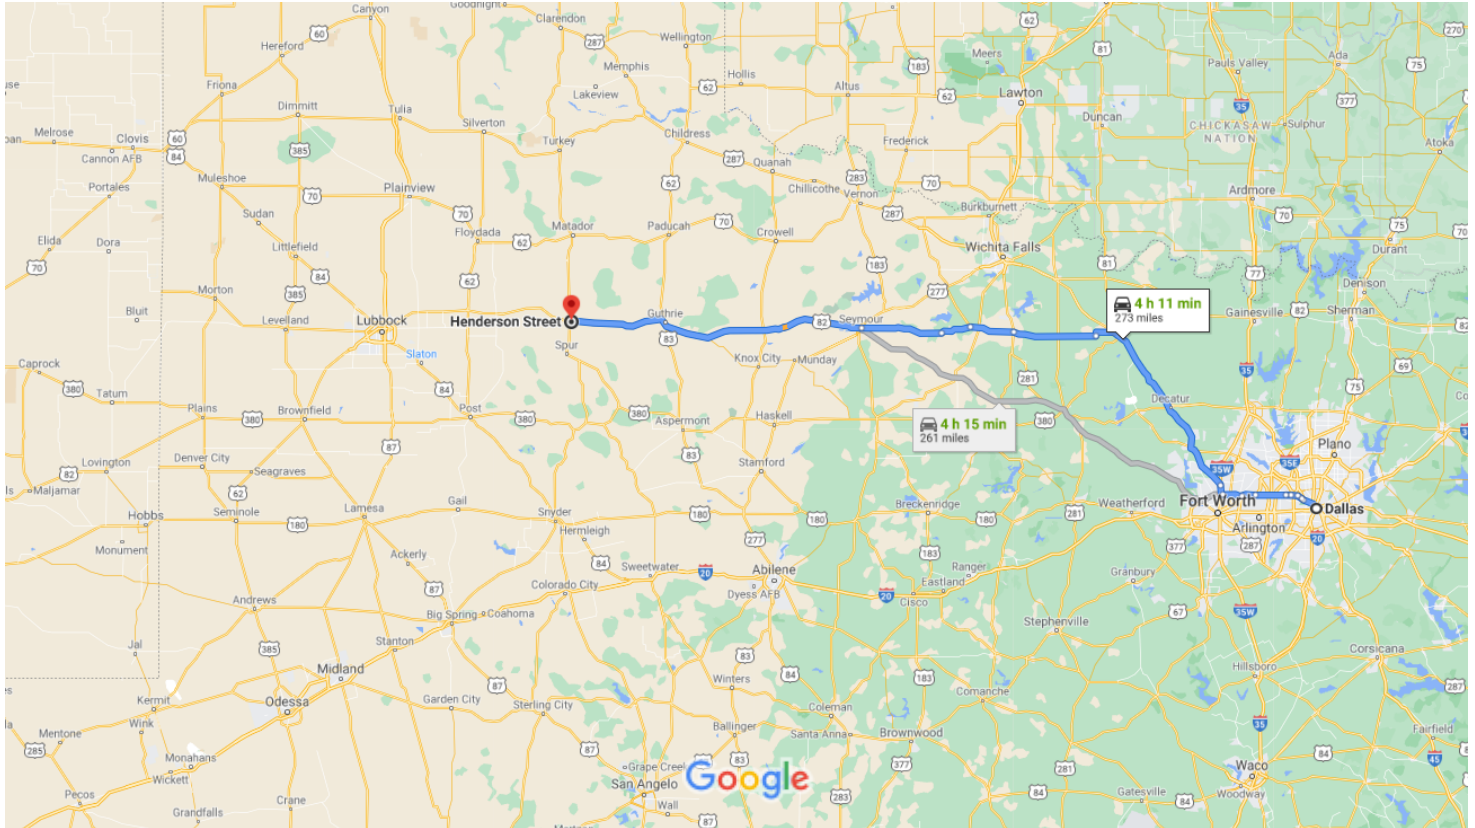 Canyon
Goodnight
Clarendon
60
Hereford
287
Wellington
62
Meers
183
81
Pauls Valley
Ada
270
75
Friona
Memphis
Hollis
Altus
62
Lawton
62
35
377
Dimmitt
Tulia
Lakeview
Duncan
Sulphur
CHICKASAW
NATION
Melrose
Clovis
60
84
Cannon AFB
385
Silverton
Turkey
Childress
287
Quanah
Frederick
Atoka
Portales
Muleshoe
70
Plainview
70
62
Chillicothe
283
Vernon
70
287
Burkburnett
Ardmore
70
75
70
Elida
Dora
70
Sudan
Littlefield
84
Floydada
62
Matador
Paducah
70
Crowell
183
Wichita Falls
81
77
Durant
Denison
Morton
385
62
277
82
Bluit
Levelland
Lubbock
Henderson Street
Guthrie
83
82
Seymour
4 h 11 min
273 miles
Gainesville
Sherman
82
Slaton
Spur
Knox City
Munday
Caprock
380
Tatum
84
281
35
75
69
Plains
380
Brownfield
Post
380
380
Aspermont
Haskell
4 h 15 min
261 miles
380
Decatur
87
83
Plano
Lovington
82
Denver City
Seagraves
62
Stamford
35W
35E
Maljamar
Hobbs
Seminole
180
Lamesa
Gail
Snyder
Hermleigh
180
180
Breckenridge
180
281
Weatherford
Fort Worth
Arlington
Dallas
20
Monument
Ackerly
84
277
183
377
287
87
Sweetwater
20
Abilene
Dyess AFB
Ranger
Eastland
20
Cisco
Granbury
67
35W
Andrews
Colorado City
Big Spring
Coahoma
Stephenville
Jal
385
Stanton
83
84
183
Corsicana
Hillsboro
287
Midland
Kermit
Odessa
87
Garden City
Sterling City
Winters
Comanche
Wink
Coleman
Mentone
285
Monahans
Wickett
87
Ballinger
Santa Anna
Brownwood
35
84
Fairfield
45
Grape Creek
83
377
281
Waco
Pecos
Crane
San Angelo
Google
283
84
Gatesville
84
Woodway
Grandfalls
Wall
87